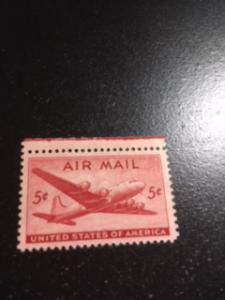 AIR MAIL
5¢ 5¢
UNITED STATES OF AMERICA